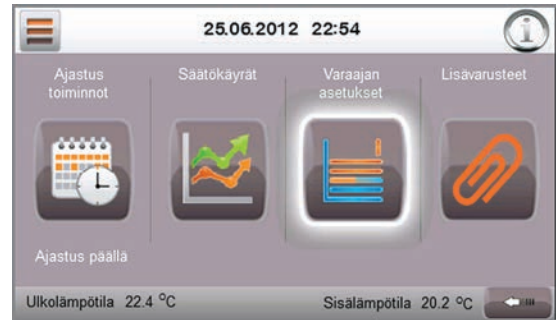 25.06.2012 22:54
Ajastus
toiminnot
Säätökäyrät
Varaajan
asetukset
Lisävarusteet
Ajastus päällä
Ulkolämpötila 22.4 °C
Sisälämpötila 20.2 °C